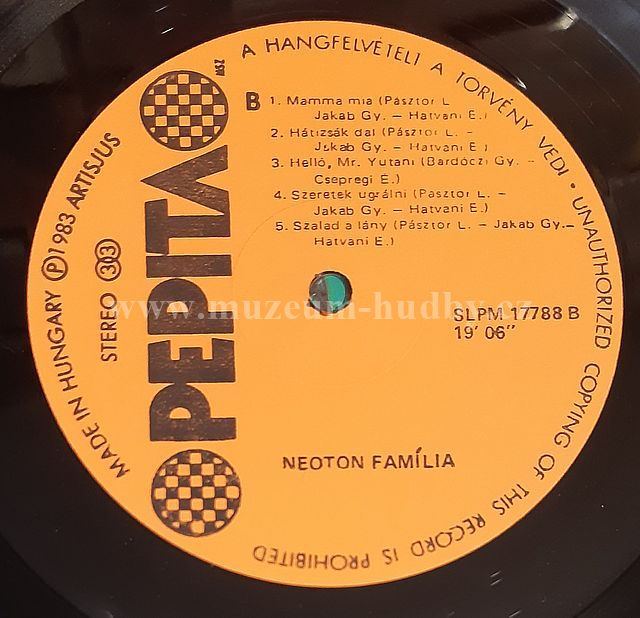 A HANGFELVÉTELT A TÖRVÉNY VÉDI • UNAUTHORIZED COPYING OF THIS RECORD IS PROHIBITED
MADE IN HUNGARY Ⓟ 1983 ARTISJUS
STEREO 33
PEPITA
MSZ
B
1. Mamma mia (Pásztor L.
Jakab Gy. – Hatvani E.)
2. Hátizsák dal (Pásztor L. –
Jakab Gy. – Hatvani E.)
3. Helló, Mr. Yutani (Bardóczi Gy. –
Csepregi É.)
4. Szeretek ugrálni (Pásztor L. –
Jakab Gy. – Hatvani E.)
5. Szalad a lány (Pásztor L. – Jakab Gy.–
Hatvani E.)
www.muzeum-hudby.cz
SLPM 17788 B
19' 06"
NEOTON FAMÍLIA